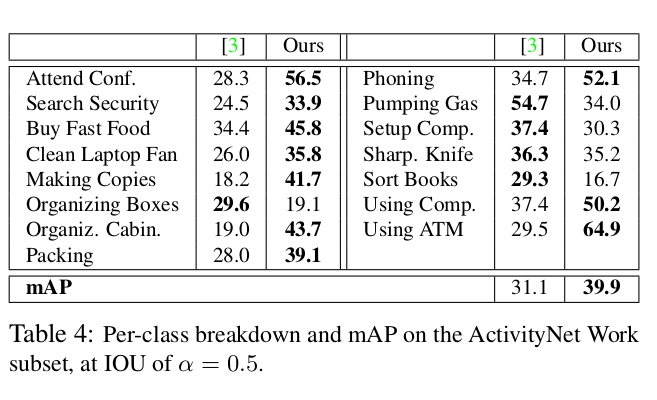 [3] Ours [3] Ours
Attend Conf. 28.3 56.5 Phoning 34.7 52.1
Search Security 24.5 33.9 Pumping Gas 54.7 34.0
Buy Fast Food 34.4 45.8 Setup Comp. 37.4 30.3
Clean Laptop Fan 26.0 35.8 Sharp. Knife 36.3 35.2
Making Copies 18.2 41.7 Sort Books 29.3 16.7
Organizing Boxes 29.6 19.1 Using Comp. 37.4 50.2
Organiz. Cabin. 19.0 43.7 Using ATM 29.5 64.9
Packing 28.0 39.1
mAP 31.1 39.9
Table 4: Per-class breakdown and mAP on the ActivityNet Work
subset, at IOU of α = 0.5.